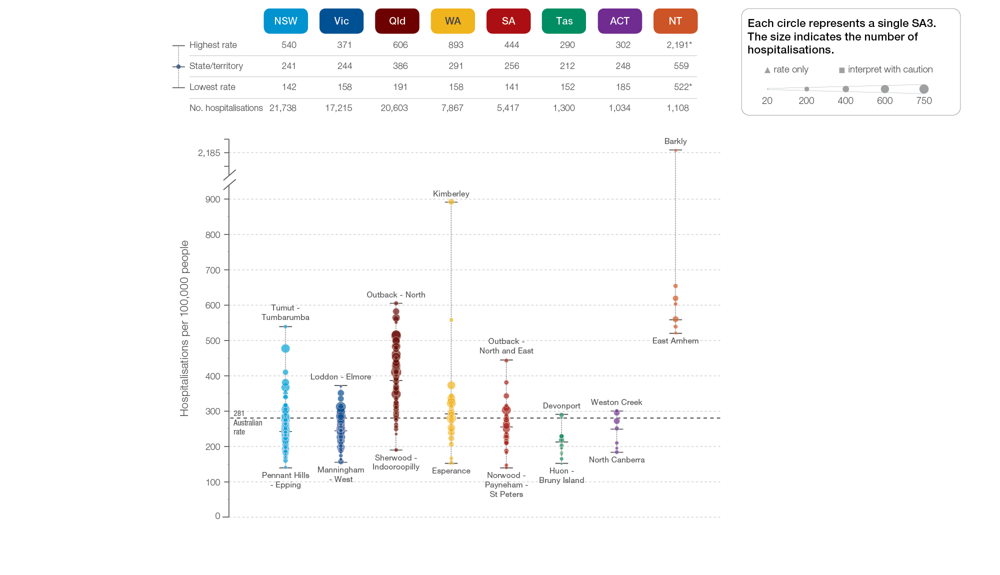 NSW Vic Qld WA SA Tas ACT NT
Highest rate 540 371 606 893 444 290 302 2,191*
State/territory 241 244 386 291 256 212 248 559
Lowest rate 142 158 191 158 141 152 185 522*
No. hospitalisations 21,738 17,215 20,603 7,867 5,417 1,300 1,034 1,108
Each circle represents a single SA3.
The size indicates the number of
hospitalisations.
rate only interpret with caution
20 200 400 600 750
Hospitalisations per 100,000 people
2,185
900
800
700
600
500
400
300
200
100
0
281
Australian
rate
Tumut -
Tumbarumba
Pennant Hills
- Epping
Loddon - Elmore
Manningham
- West
Outback - North
Sherwood -
Indooroopilly
Kimberley
Esperance
Outback -
North and East
Norwood -
Payneham -
St Peters
Devonport
Huon -
Bruny Island
Weston Creek
North Canberra
Barkly
East Arnhem